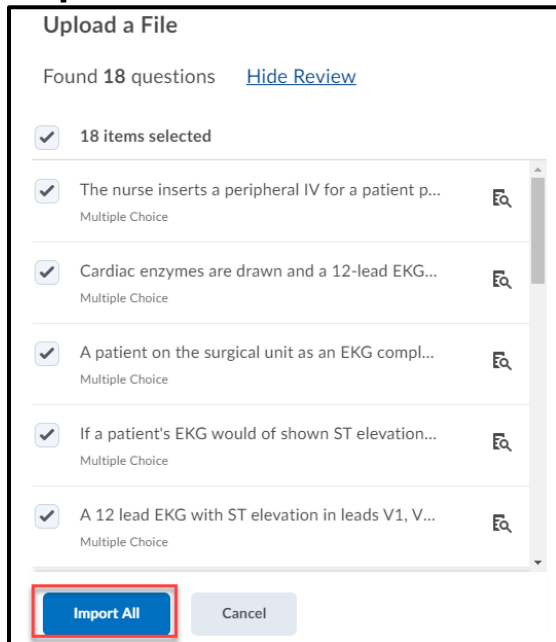 Upload a File
Found 18 questions Hide Review
18 items selected
The nurse inserts a peripheral IV for a patient p...
Multiple Choice
Cardiac enzymes are drawn and a 12-lead EKG...
Multiple Choice
A patient on the surgical unit as an EKG compl...
Multiple Choice
If a patient's EKG would of shown ST elevation...
Multiple Choice
A 12 lead EKG with ST elevation in leads V1, V...
Multiple Choice
Import All Cancel